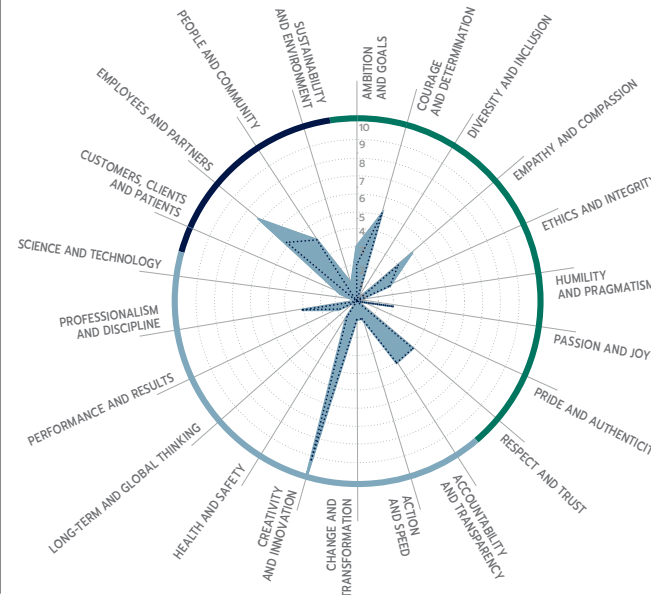 AMBITION
AND GOALS
COURAGE
AND DETERMINATION
DIVERSITY AND INCLUSION
EMPATHY AND COMPASSION
ETHICS AND INTEGRITY
HUMILITY
AND PRAGMATISM
PASSION AND JOY
PRIDE AND AUTHENTICIT
RESPECT AND TRUST
ACCOUNTABILITY
AND TRANSPARENCY
ACTION
AND SPEED
CHANGE AND
TRANSFORMATION
CREATIVITY
AND INNOVATION
HEALTH AND SAFETY
LONG-TERM AND GLOBAL THINKING
PERFORMANCE AND RESULTS
PROFESSIONALISM
AND DISCIPLINE
SCIENCE AND TECHNOLOGY
CUSTOMERS, CLIENTS
AND PATIENTS
EMPLOYEES AND PARTNERS
PEOPLE AND COMMUNITY
SUSTAINABILITY
AND ENVIRONMENT
10
9
8
7
6
5
4